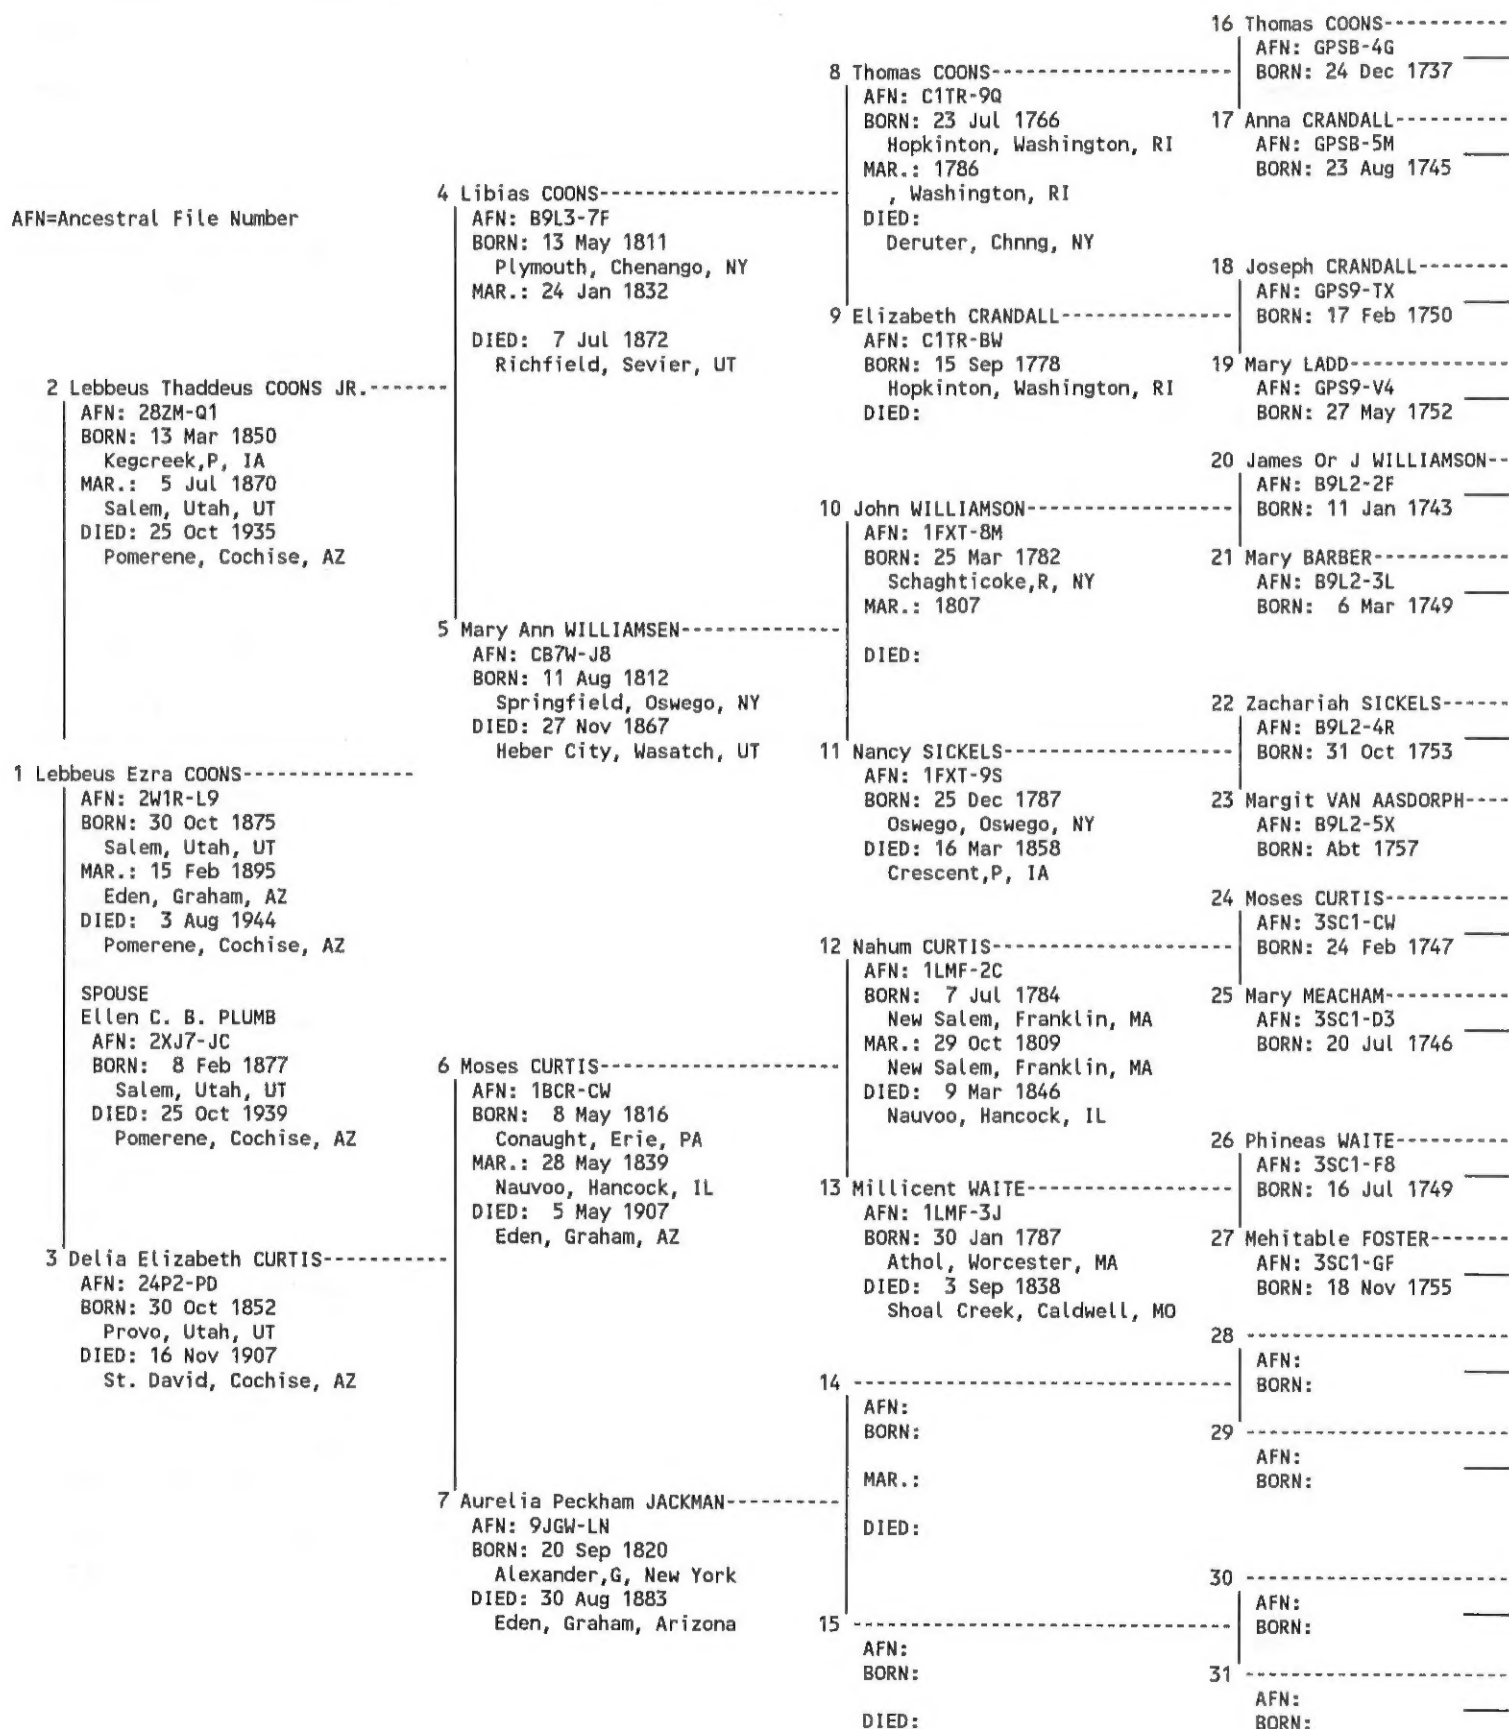 AFN=Ancestral File Number
1 Lebbeus Ezra COONS---------------
AFN: 2W1R-L9
BORN: 30 Oct 1875
Salem, Utah, UT
MAR.: 15 Feb 1895
Eden, Graham, AZ
DIED: 3 Aug 1944
Pomerene, Cochise, AZ
SPOUSE
Ellen C. B. PLUMB
AFN: 2XJ7-JC
BORN: 8 Feb 1877
Salem, Utah, UT
DIED: 25 Oct 1939
Pomerene, Cochise, AZ
2 Lebbeus Thaddeus COONS JR.-------
AFN: 28ZM-Q1
BORN: 13 Mar 1850
Kegcreek,P, IA
MAR.: 5 Jul 1870
Salem, Utah, UT
DIED: 25 Oct 1935
Pomerene, Cochise, AZ
3 Delia Elizabeth CURTIS-----------
AFN: 24P2-PD
BORN: 30 Oct 1852
Provo, Utah, UT
DIED: 16 Nov 1907
St. David, Cochise, AZ
4 Libias COONS---------------------
AFN: B9L3-7F
BORN: 13 May 1811
Plymouth, Chenango, NY
MAR.: 24 Jan 1832
DIED: 7 Jul 1872
Richfield, Sevier, UT
5 Mary Ann WILLIAMSEN--------------
AFN: CB7W-J8
BORN: 11 Aug 1812
Springfield, Oswego, NY
DIED: 27 Nov 1867
Heber City, Wasatch, UT
6 Moses CURTIS---------------------
AFN: 1BCR-CW
BORN: 8 May 1816
Conaught, Erie, PA
MAR.: 28 May 1839
Nauvoo, Hancock, IL
DIED: 5 May 1907
Eden, Graham, AZ
7 Aurelia Peckham JACKMAN----------
AFN: 9JGW-LN
BORN: 20 Sep 1820
Alexander,G, New York
DIED: 30 Aug 1883
Eden, Graham, Arizona
8 Thomas COONS---------------------
AFN: C1TR-9Q
BORN: 23 Jul 1766
Hopkinton, Washington, RI
MAR.: 1786
, Washington, RI
DIED:
Deruter, Chnng, NY
9 Elizabeth CRANDALL---------------
AFN: C1TR-BW
BORN: 15 Sep 1778
Hopkinton, Washington, RI
DIED:
10 John WILLIAMSON------------------
AFN: 1FXT-8M
BORN: 25 Mar 1782
Schaghticoke,R, NY
MAR.: 1807
DIED:
11 Nancy SICKELS--------------------
AFN: 1FXT-9S
BORN: 25 Dec 1787
Oswego, Oswego, NY
DIED: 16 Mar 1858
Crescent,P, IA
12 Nahum CURTIS---------------------
AFN: 1LMF-2C
BORN: 7 Jul 1784
New Salem, Franklin, MA
MAR.: 29 Oct 1809
New Salem, Franklin, MA
DIED: 9 Mar 1846
Nauvoo, Hancock, IL
13 Millicent WAITE------------------
AFN: 1LMF-3J
BORN: 30 Jan 1787
Athol, Worcester, MA
DIED: 3 Sep 1838
Shoal Creek, Caldwell, MO
14 ----------------------------------
AFN:
BORN:
MAR.:
DIED:
15 ----------------------------------
AFN:
BORN:
DIED:
16 Thomas COONS-----------
AFN: GPSB-4G
BORN: 24 Dec 1737
17 Anna CRANDALL----------
AFN: GPSB-5M
BORN: 23 Aug 1745
18 Joseph CRANDALL--------
AFN: GPS9-TX
BORN: 17 Feb 1750
19 Mary LADD--------------
AFN: GPS9-V4
BORN: 27 May 1752
20 James Or J WILLIAMSON--
AFN: B9L2-2F
BORN: 11 Jan 1743
21 Mary BARBER------------
AFN: B9L2-3L
BORN: 6 Mar 1749
22 Zachariah SICKELS------
AFN: B9L2-4R
BORN: 31 Oct 1753
23 Margit VAN AASDORPH----
AFN: B9L2-5X
BORN: Abt 1757
24 Moses CURTIS-----------
AFN: 3SC1-CW
BORN: 24 Feb 1747
25 Mary MEACHAM-----------
AFN: 3SC1-D3
BORN: 20 Jul 1746
26 Phineas WAITE----------
AFN: 3SC1-F8
BORN: 16 Jul 1749
27 Mehitable FOSTER-------
AFN: 3SC1-GF
BORN: 18 Nov 1755
28 -----------------------
AFN:
BORN:
29 -----------------------
AFN:
BORN:
30 -----------------------
AFN:
BORN:
31 -----------------------
AFN:
BORN: